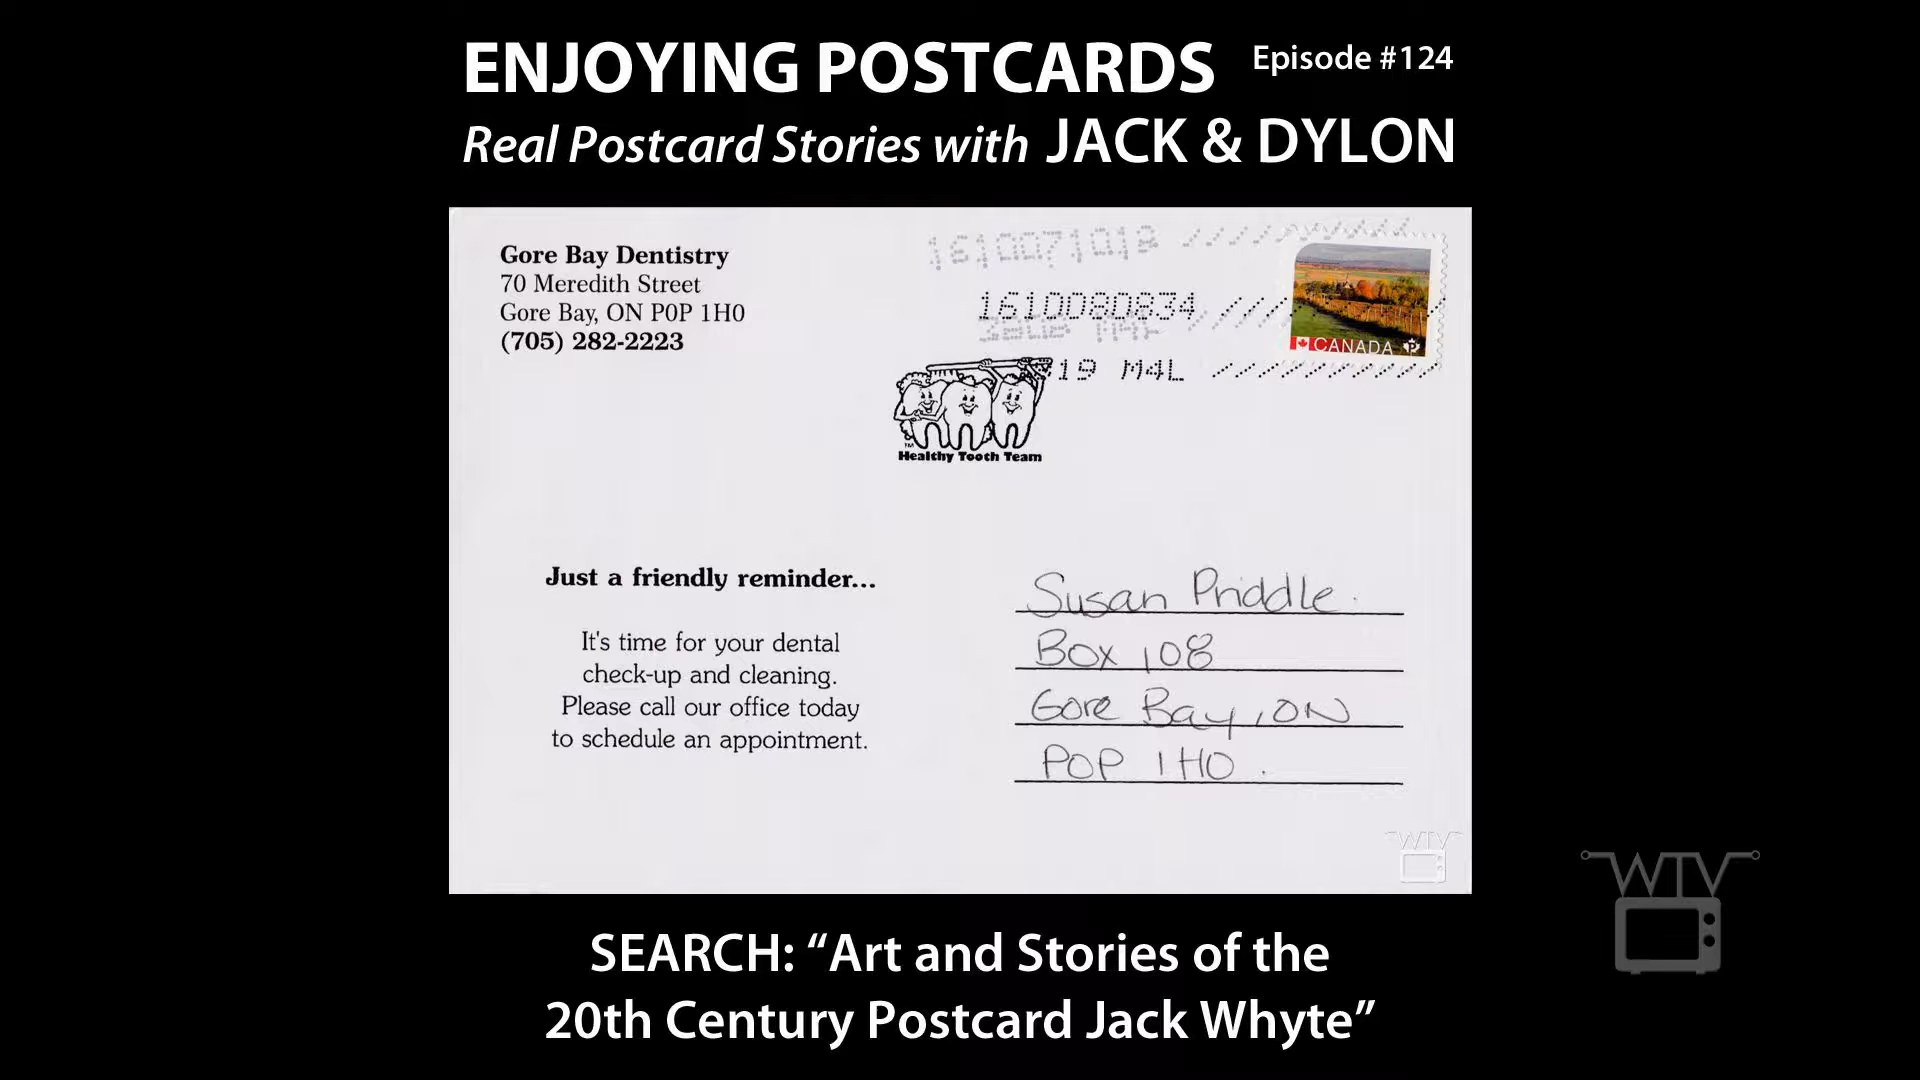 ENJOYING POSTCARDS Episode #124
Real Postcard Stories with JACK & DYLON
Gore Bay Dentistry
70 Meredith Street
Gore Bay, ON P0P 1H0
(705) 282-2223
1610071018
1610080834
19 M4L
CANADA P
TM
Healthy Tooth Team
Just a friendly reminder...
It's time for your dental
check-up and cleaning.
Please call our office today
to schedule an appointment.
Susan Priddle.
Box 108
Gore Bay, ON
P0P 1H0.
WTV
WTV
SEARCH: “Art and Stories of the
20th Century Postcard Jack Whyte”